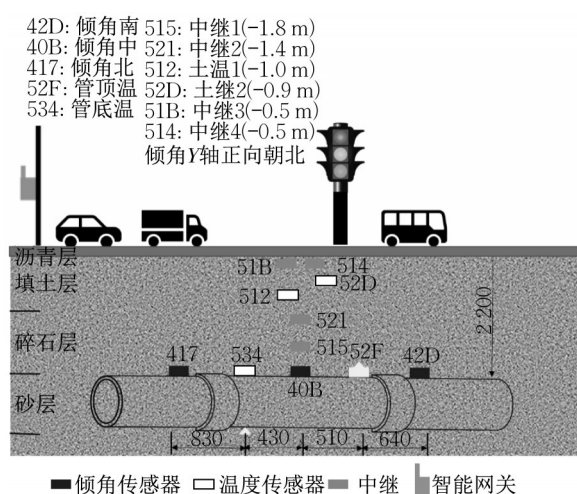 42D: 倾角南 515: 中继1(-1.8 m)
40B: 倾角中 521: 中继2(-1.4 m)
417: 倾角北 512: 土温1(-1.0 m)
52F: 管顶温 52D: 土继2(-0.9 m)
534: 管底温 51B: 中继3(-0.5 m)
514: 中继4(-0.5 m)
倾角Y轴正向朝北
沥青层
51B
514
填土层
52D
512
521
2 200
碎石层
515
417
534
52F
42D
40B
砂层
830
430
510
640
倾角传感器
温度传感器
中继
智能网关